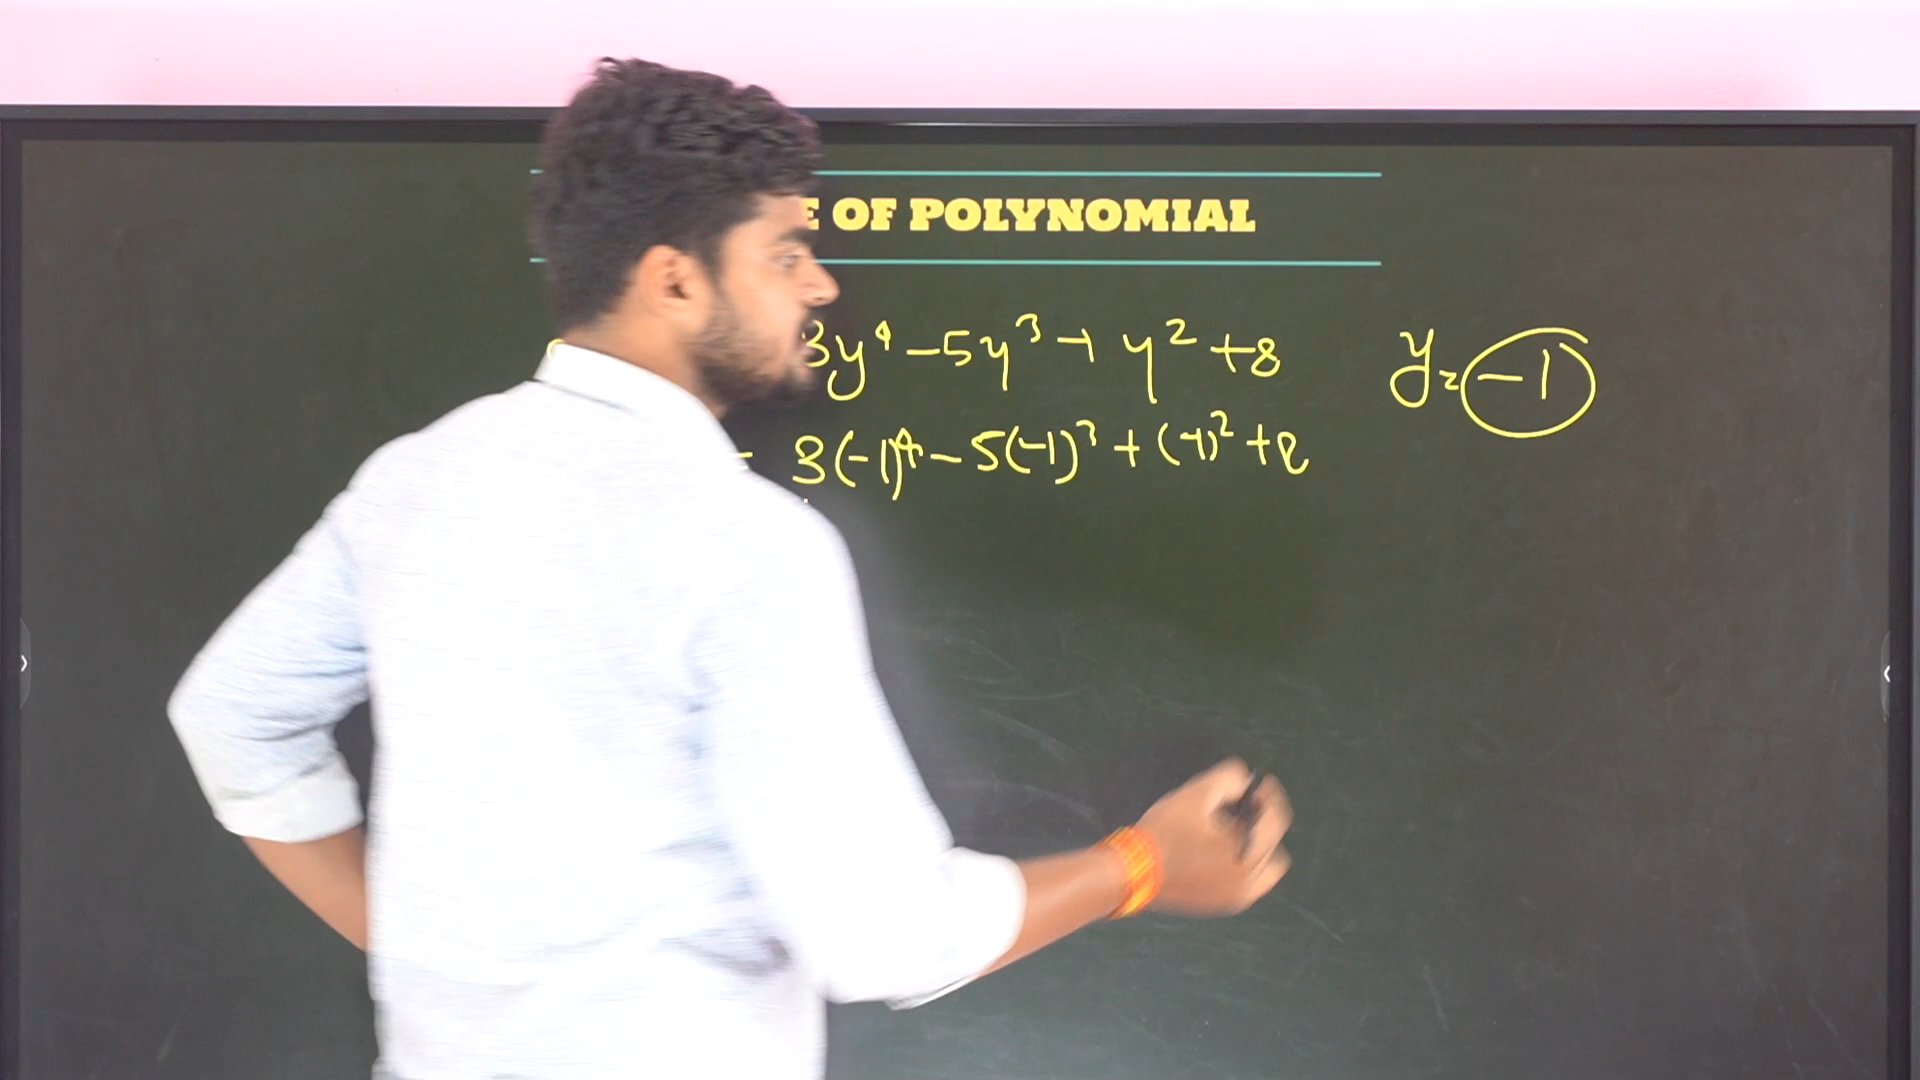 OF POLYNOMIAL
3y⁴ - 5y³ + y² + 8 y = -1
= 3(-1)⁴ - 5(-1)³ + (-1)² + 8